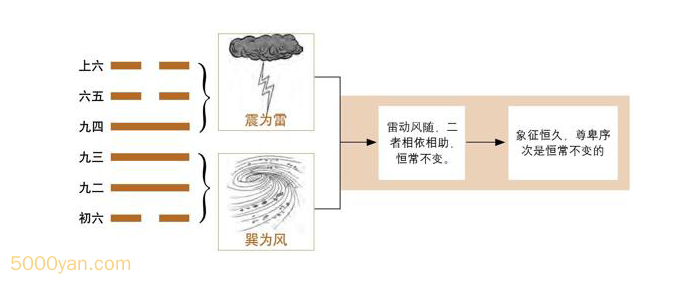 上六
六五
九四
九三
九二
初六
震为雷
巽为风
雷动风随、二
者相依相助、
恒常不变。
象征恒久、尊卑序
次是恒常不变的
5000yan.com